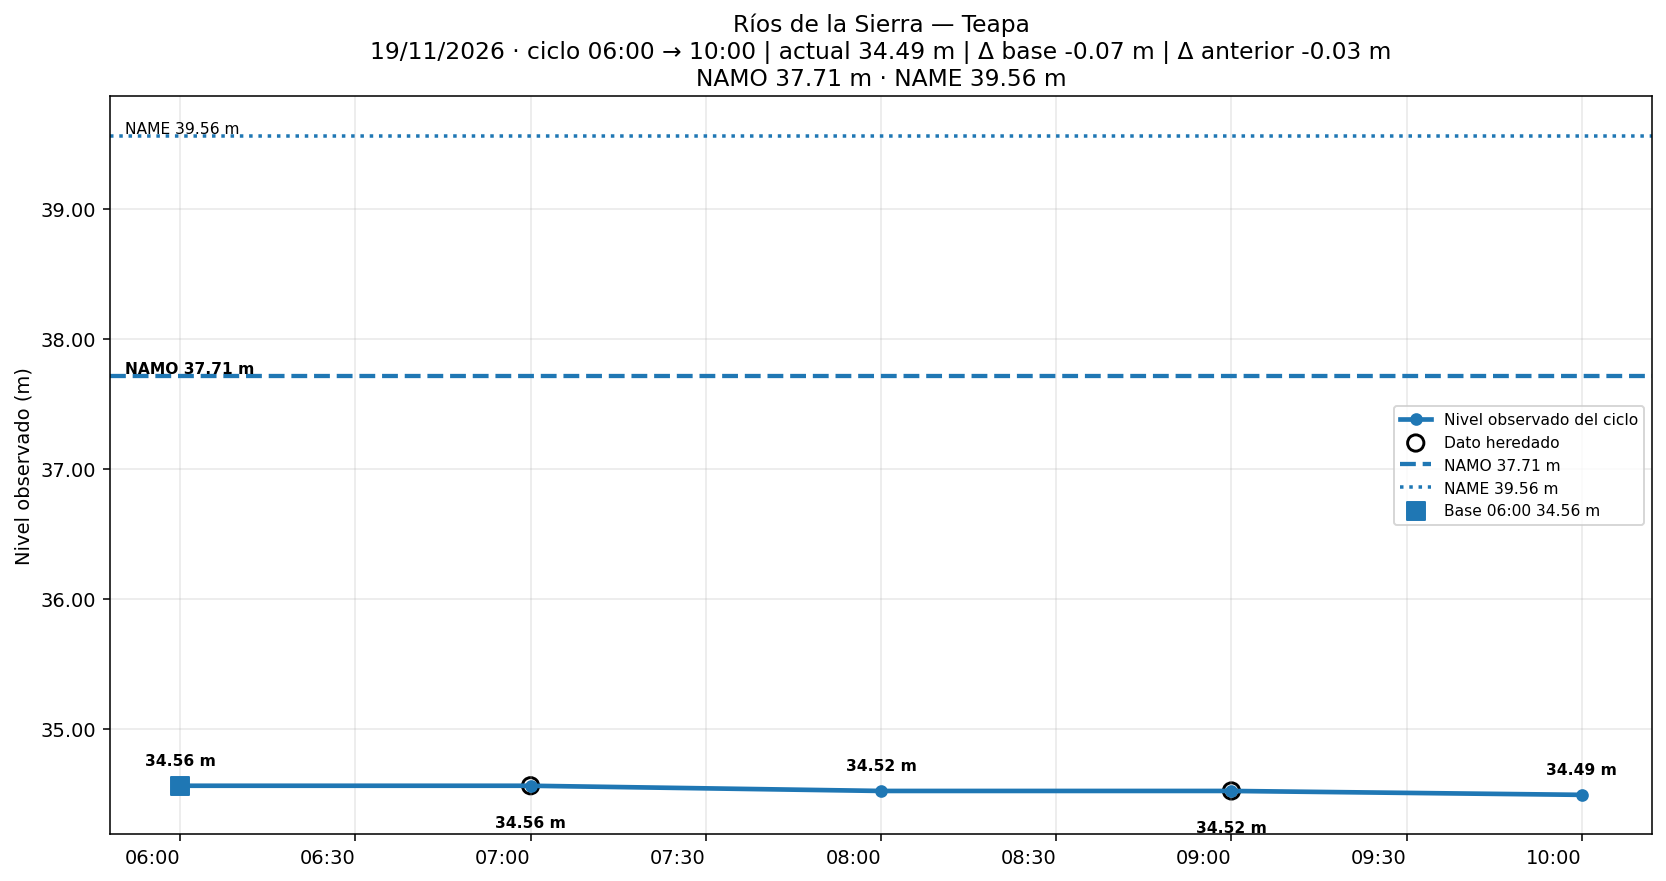 Ríos de la Sierra — Teapa
19/11/2026 · ciclo 06:00 → 10:00 | actual 34.49 m | Δ base -0.07 m | Δ anterior -0.03 m
NAMO 37.71 m · NAME 39.56 m
Nivel observado (m)
39.00
38.00
37.00
36.00
35.00
NAME 39.56 m
NAMO 37.71 m
Nivel observado del ciclo
Dato heredado
NAMO 37.71 m
NAME 39.56 m
Base 06:00 34.56 m
34.56 m
34.56 m
34.52 m
34.52 m
34.49 m
06:00
06:30
07:00
07:30
08:00
08:30
09:00
09:30
10:00